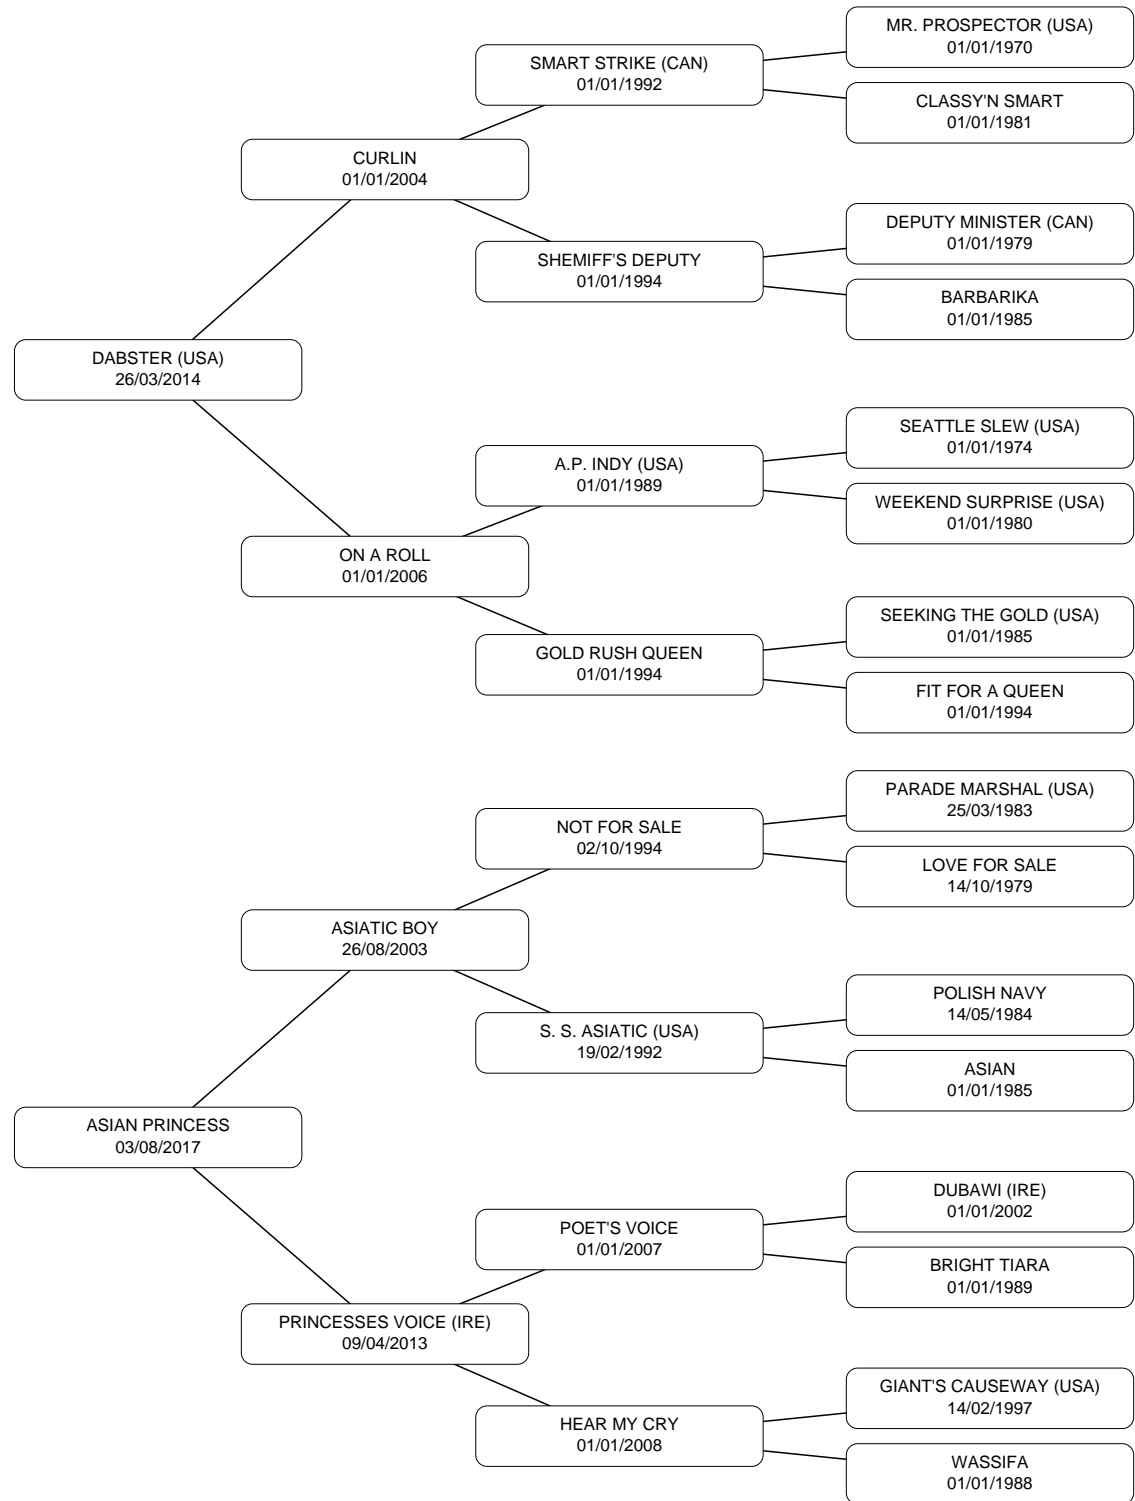 MR. PROSPECTOR (USA)
01/01/1970
SMART STRIKE (CAN)
01/01/1992
CLASSY'N SMART
01/01/1981
CURLIN
01/01/2004
DEPUTY MINISTER (CAN)
01/01/1979
SHEMIFF'S DEPUTY
01/01/1994
BARBARIKA
01/01/1985
DABSTER (USA)
26/03/2014
SEATTLE SLEW (USA)
01/01/1974
A.P. INDY (USA)
01/01/1989
WEEKEND SURPRISE (USA)
01/01/1980
ON A ROLL
01/01/2006
SEEKING THE GOLD (USA)
01/01/1985
GOLD RUSH QUEEN
01/01/1994
FIT FOR A QUEEN
01/01/1994
PARADE MARSHAL (USA)
25/03/1983
NOT FOR SALE
02/10/1994
LOVE FOR SALE
14/10/1979
ASIATIC BOY
26/08/2003
POLISH NAVY
14/05/1984
S. S. ASIATIC (USA)
19/02/1992
ASIAN
01/01/1985
ASIAN PRINCESS
03/08/2017
DUBAWI (IRE)
01/01/2002
POET'S VOICE
01/01/2007
BRIGHT TIARA
01/01/1989
PRINCESSES VOICE (IRE)
09/04/2013
GIANT'S CAUSEWAY (USA)
14/02/1997
HEAR MY CRY
01/01/2008
WASSIFA
01/01/1988